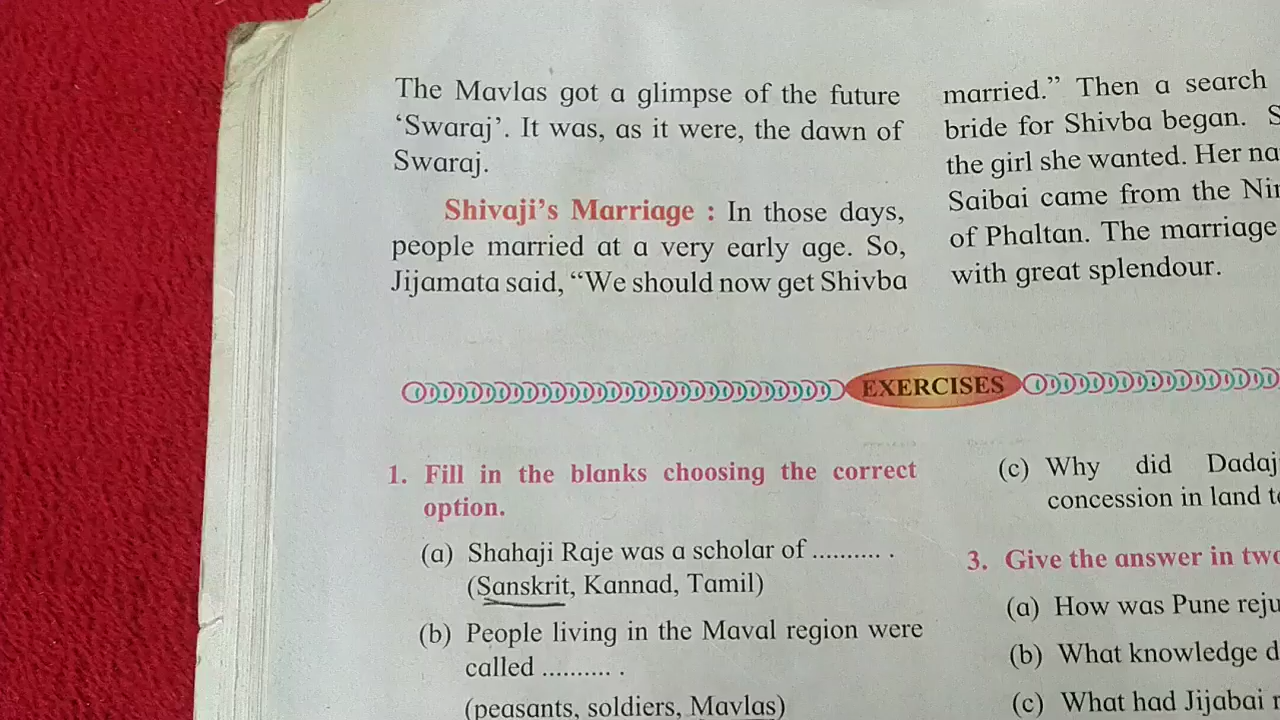 The Mavlas got a glimpse of the future
‘Swaraj’. It was, as it were, the dawn of
Swaraj.
Shivaji’s Marriage : In those days,
people married at a very early age. So,
Jijamata said, “We should now get Shivba
married.” Then a search
bride for Shivba began.
the girl she wanted. Her
Saibai came from the
of Phaltan. The marriage
with great splendour.
EXERCISES
1. Fill in the blanks choosing the correct
option.
(a) Shahaji Raje was a scholar of .......... .
(Sanskrit, Kannad, Tamil)
(b) People living in the Maval region were
called .......... .
(peasants, soldiers, Mavlas)
(c) Why did
concession in land
3. Give the answer in
(a) How was Pune
(b) What knowledge
(c) What had Jijabai